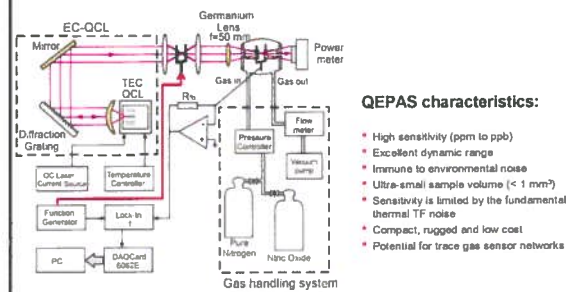 EC-QCL
Mirror
TEC
QCL
Diffraction
Grating
QC Laser
Current Source
Temperature
Controller
Function
Generator
Lock In
1
PC
DAQCard
6062E
Germanium
Lens
f=50 mm
Power
meter
Gas in
Gas out
Rfb
Pressure
Controller
Flow
meter
Vacuum
pump
Pure
Nitrogen
Nitric Oxide
Gas handling system
QEPAS characteristics:
* High sensitivity (ppm to ppb)
* Excellent dynamic range
* Immune to environmental noise
* Ultra-small sample volume (< 1 mm³)
* Sensitivity is limited by the fundamental
thermal TF noise
* Compact, rugged and low cost
* Potential for trace gas sensor networks